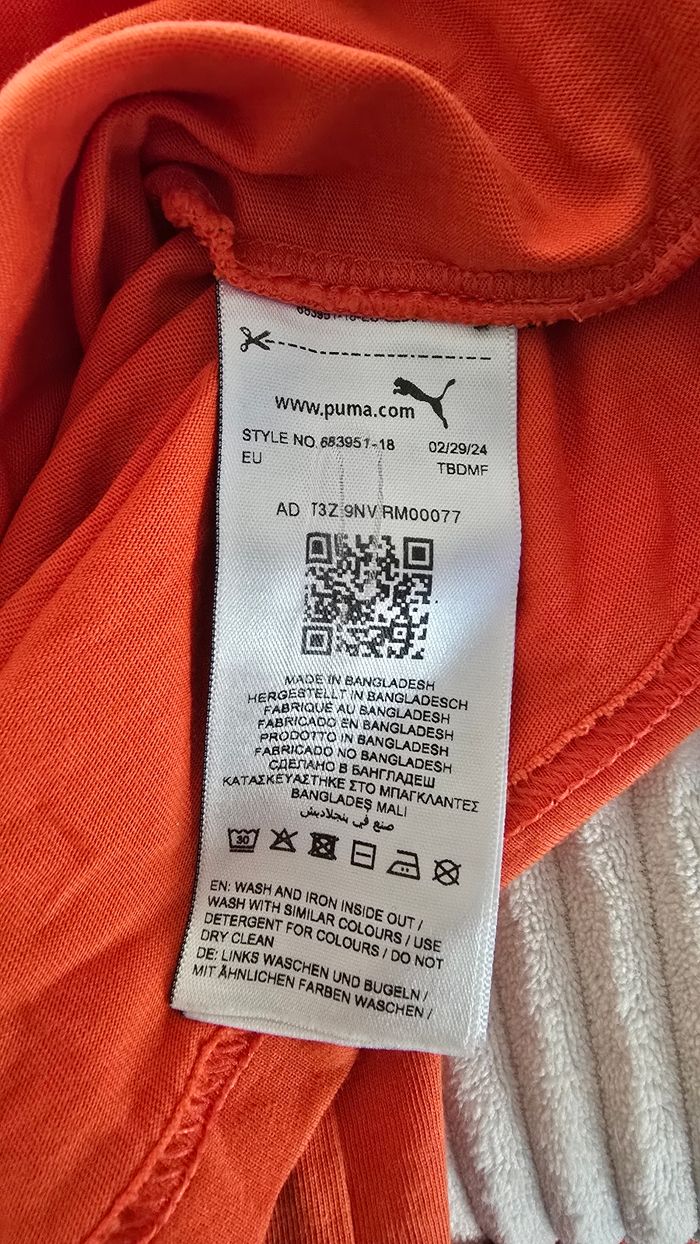 www.puma.com
STYLE NO. 683951-18 02/29/24
EU TBDMF
AD T3Z 9NV RM00077
MADE IN BANGLADESH
HERGESTELLT IN BANGLADESCH
FABRIQUÉ AU BANGLADESH
FABRICADO EN BANGLADESH
PRODOTTO IN BANGLADESH
FABRICADO NO BANGLADESH
СДЕЛАНО В БАНГЛАДЕШ
ΚΑΤΑΣΚΕΥΑΣΤΗΚΕ ΣΤΟ ΜΠΑΓΚΛΑΝΤΕΣ
BANGLADEŞ MALI
صنع في بنجلاديش
30
EN: WASH AND IRON INSIDE OUT /
WASH WITH SIMILAR COLOURS / USE
DETERGENT FOR COLOURS / DO NOT
DRY CLEAN
DE: LINKS WASCHEN UND BUGELN /
MIT ÄHNLICHEN FARBEN WASCHEN /